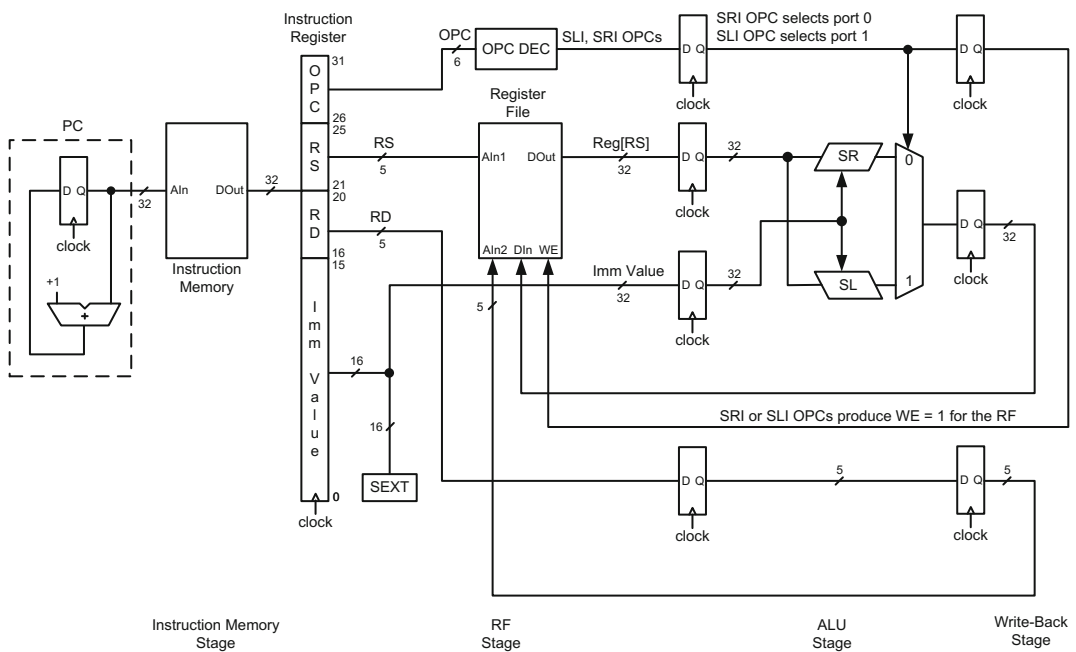 Instruction
Register
31
O
P
C
26
25
R
S
21
20
R
D
16
15
I
m
m
V
a
l
u
e
0
clock
PC
D Q
clock
+1
+
32
AIn
DOut
Instruction
Memory
32
OPC
6
OPC DEC
SLI, SRI OPCs
D Q
clock
SRI OPC selects port 0
SLI OPC selects port 1
D Q
clock
RS
5
RD
5
Register
File
AIn1
DOut
AIn2 DIn WE
Reg[RS]
32
D Q
clock
32
SR
SL
0
1
D Q
clock
32
Imm Value
32
D Q
clock
32
5
16
16
SEXT
SRI or SLI OPCs produce WE = 1 for the RF
D Q
clock
5
D Q
clock
5
Instruction Memory
Stage
RF
Stage
ALU
Stage
Write-Back
Stage